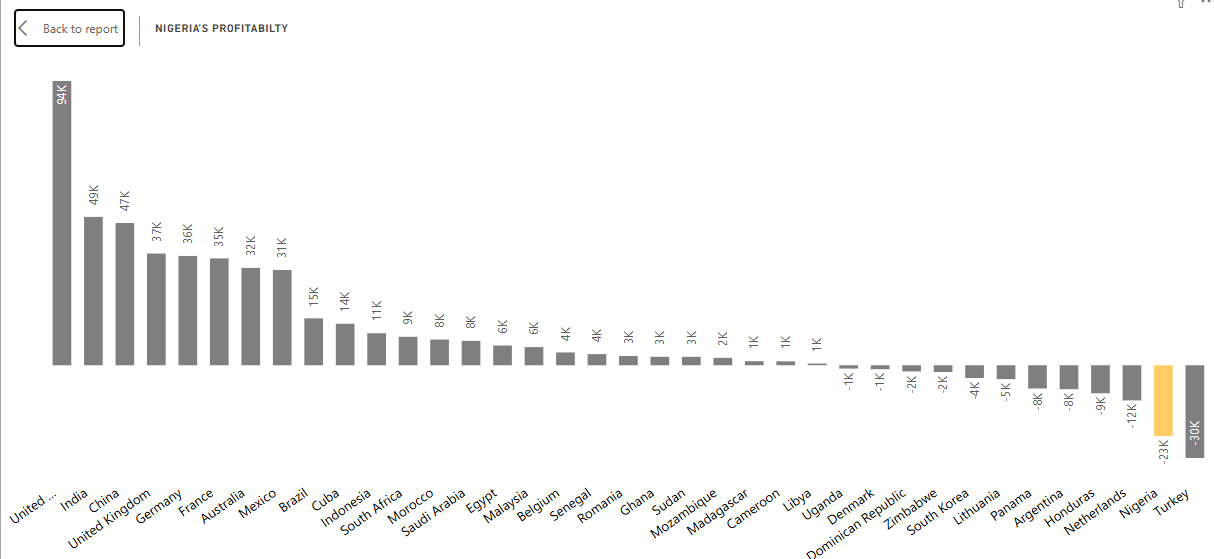 Back to report
NIGERIA'S PROFITABILTY
94K
49K
47K
37K
36K
35K
32K
31K
15K
14K
11K
9K
8K
8K
6K
6K
4K
4K
3K
3K
3K
2K
1K
1K
1K
-1K
-1K
-2K
-2K
-4K
-5K
-8K
-8K
-9K
-12K
-23K
-30K
United ...
India
China
United Kingdom
Germany
France
Australia
Mexico
Brazil
Cuba
Indonesia
South Africa
Morocco
Saudi Arabia
Egypt
Malaysia
Belgium
Senegal
Romania
Ghana
Sudan
Mozambique
Madagascar
Cameroon
Libya
Uganda
Denmark
Dominican Republic
Zimbabwe
South Korea
Lithuania
Panama
Argentina
Honduras
Netherlands
Nigeria
Turkey